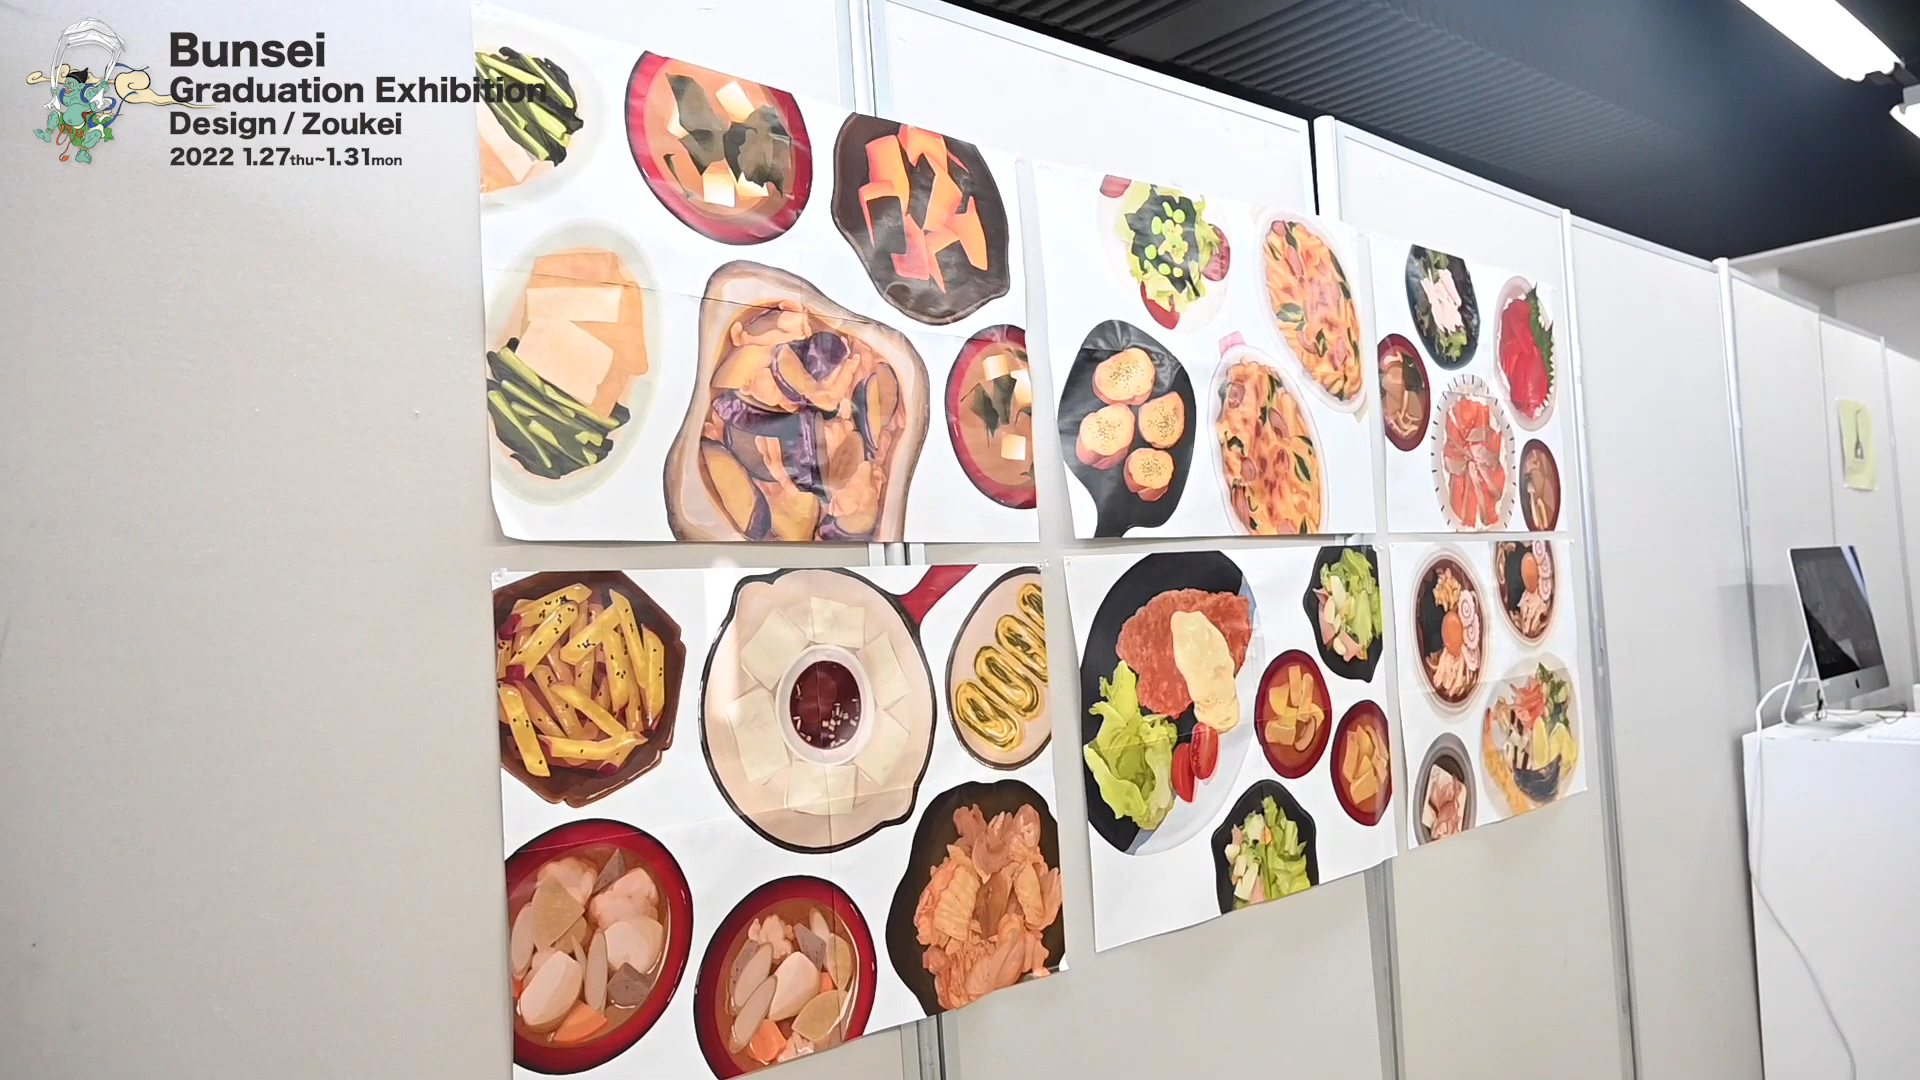 Bunsei
Graduation Exhibition
Design / Zoukei
2022 1.27thu~1.31mon